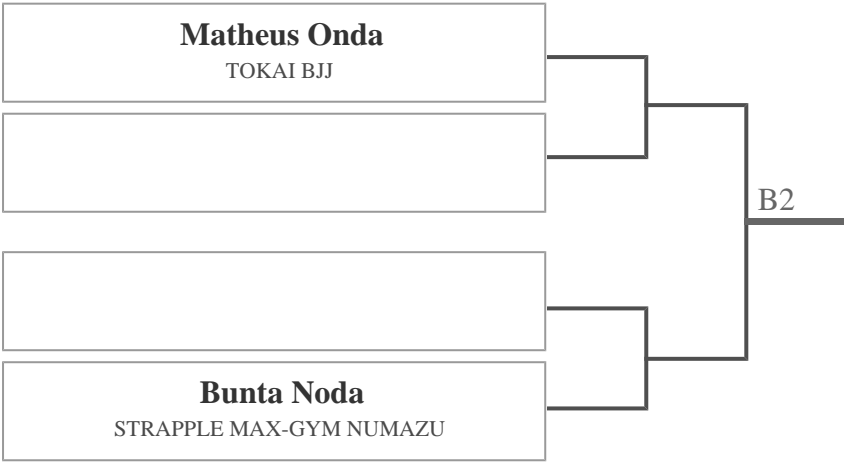 Matheus Onda
TOKAI BJJ
B2
Bunta Noda
STRAPPLE MAX-GYM NUMAZU